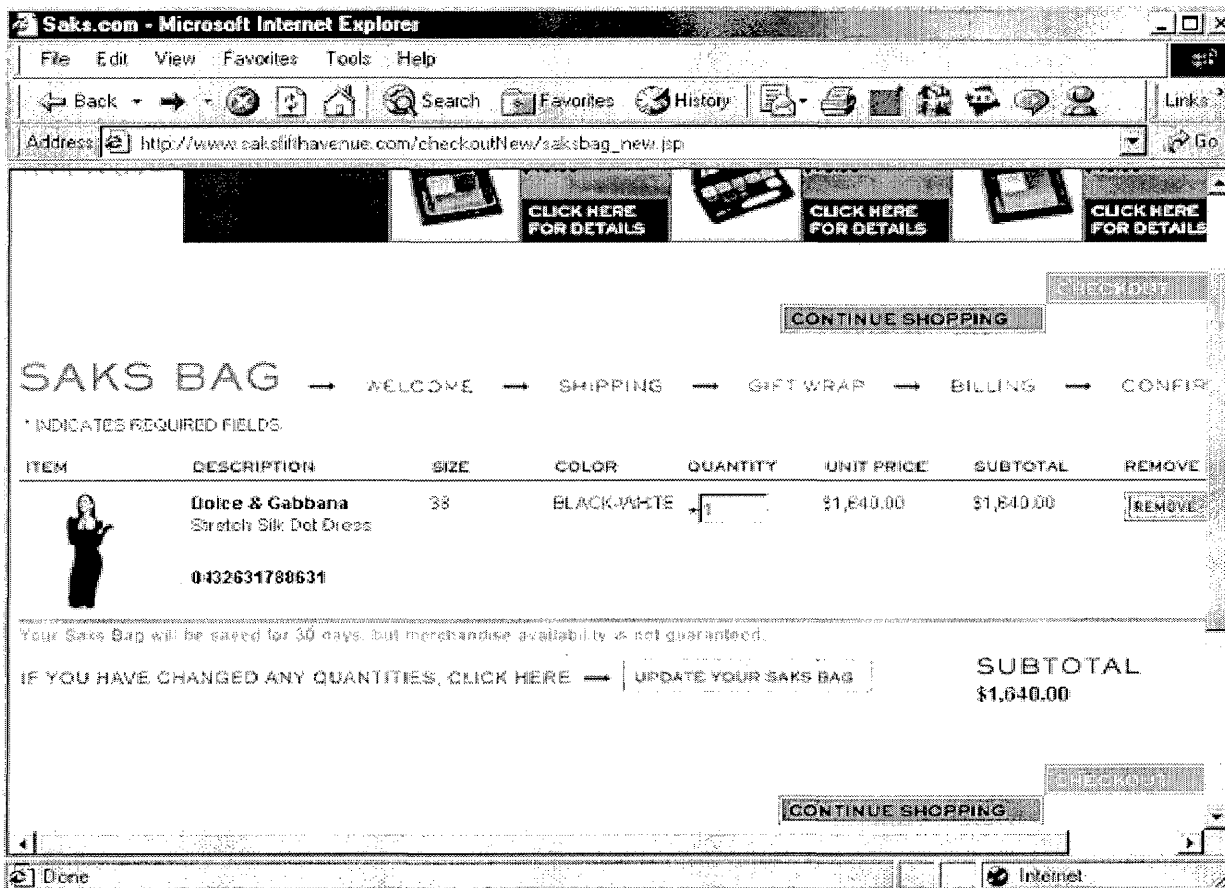 Saks.com - Microsoft Internet Explorer
File Edit View Favorites Tools Help
Back Search Favorites History Links
Address http://www.saksfifthavenue.com/checkoutNew/saksbag_new.jsp Go
CLICK HERE FOR DETAILS
CLICK HERE FOR DETAILS
CLICK HERE FOR DETAILS
CHECKOUT
CONTINUE SHOPPING
SAKS BAG → WELCOME → SHIPPING → GIFT WRAP → BILLING → CONFIR
* INDICATES REQUIRED FIELDS
ITEM DESCRIPTION SIZE COLOR QUANTITY UNIT PRICE SUBTOTAL REMOVE
Dolce & Gabbana 38 BLACK-WHITE * 1 $1,640.00 $1,640.00 REMOVE
Stretch Silk Dot Dress
0432631788631
Your Saks Bag will be saved for 30 days, but merchandise availability is not guaranteed.
IF YOU HAVE CHANGED ANY QUANTITIES, CLICK HERE → UPDATE YOUR SAKS BAG
SUBTOTAL
$1,640.00
CHECKOUT
CONTINUE SHOPPING
Done Internet